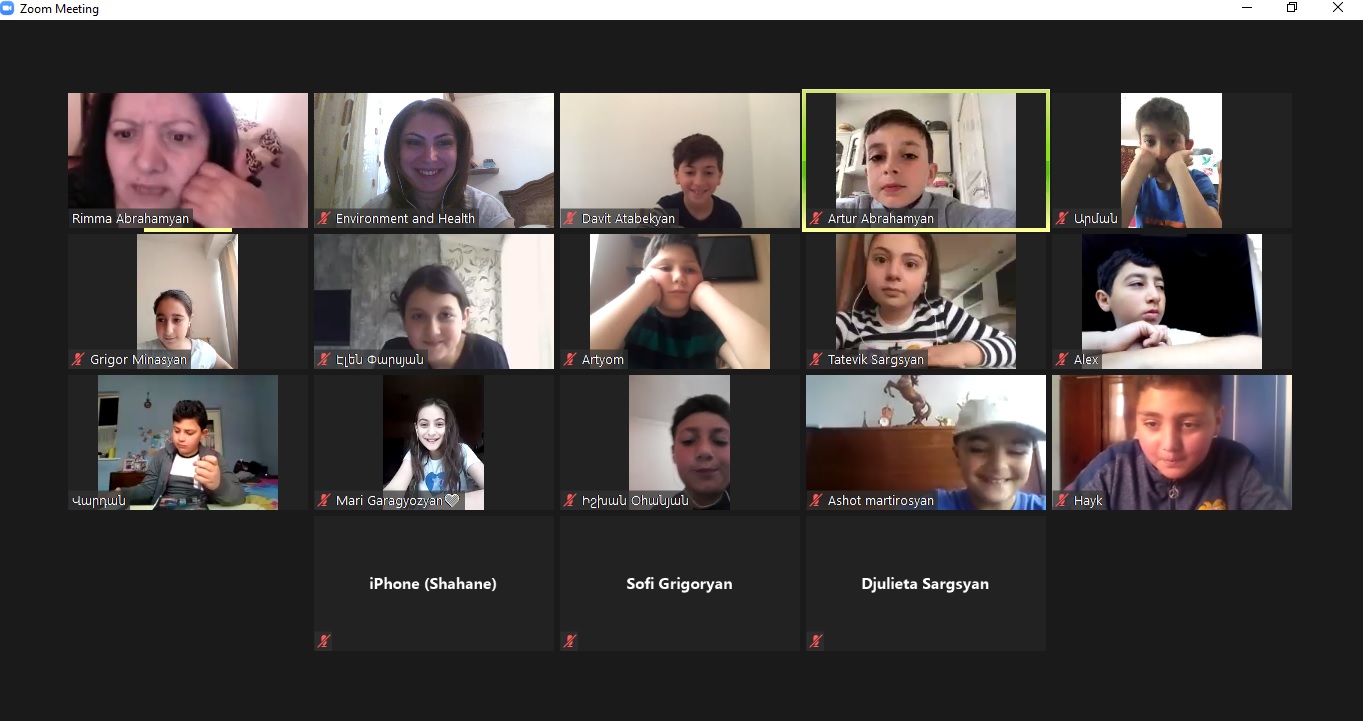 Zoom Meeting
Rimma Abrahamyan
Environment and Health
Davit Atabekyan
Artur Abrahamyan
Արման
Grigor Minasyan
Էլեն Փարսյան
Artyom
Tatevik Sargsyan
Alex
Վարդան
Mari Garagyozyan🤍
Իշխան Օհանյան
Ashot martirosyan
Hayk
iPhone (Shahane)
Sofi Grigoryan
Djulieta Sargsyan